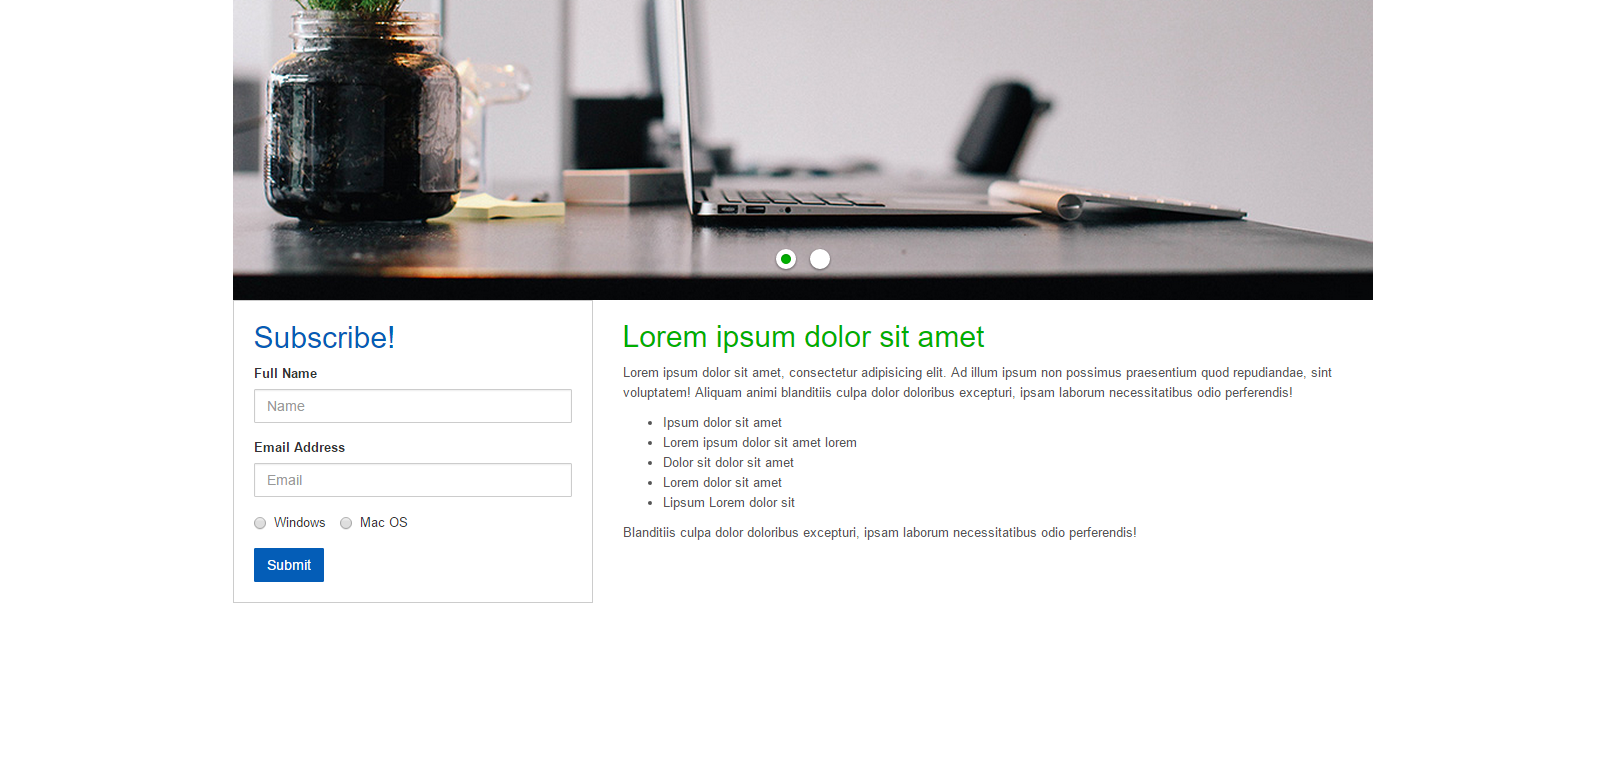 Subscribe!
Full Name
Name
Email Address
Email
Windows Mac OS
Submit
Lorem ipsum dolor sit amet
Lorem ipsum dolor sit amet, consectetur adipisicing elit. Ad illum ipsum non possimus praesentium quod repudiandae, sint
voluptatem! Aliquam animi blanditiis culpa dolor doloribus excepturi, ipsam laborum necessitatibus odio perferendis!
Ipsum dolor sit amet
Lorem ipsum dolor sit amet lorem
Dolor sit dolor sit amet
Lorem dolor sit amet
Lipsum Lorem dolor sit
Blanditiis culpa dolor doloribus excepturi, ipsam laborum necessitatibus odio perferendis!